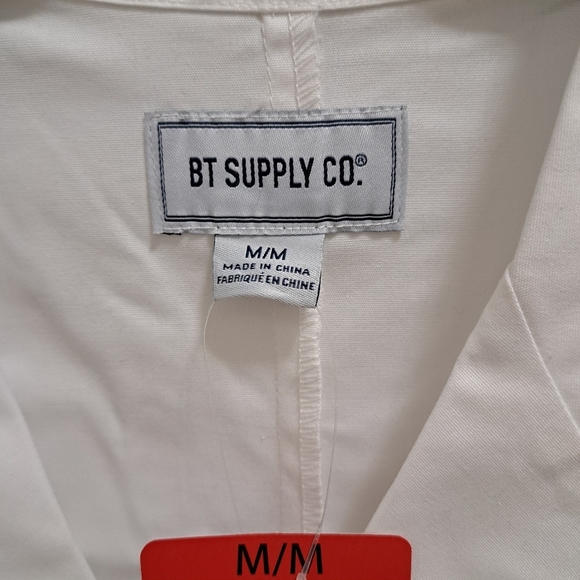 BT SUPPLY CO.®
M/M
MADE IN CHINA
FABRIQUÉ EN CHINE
M/M